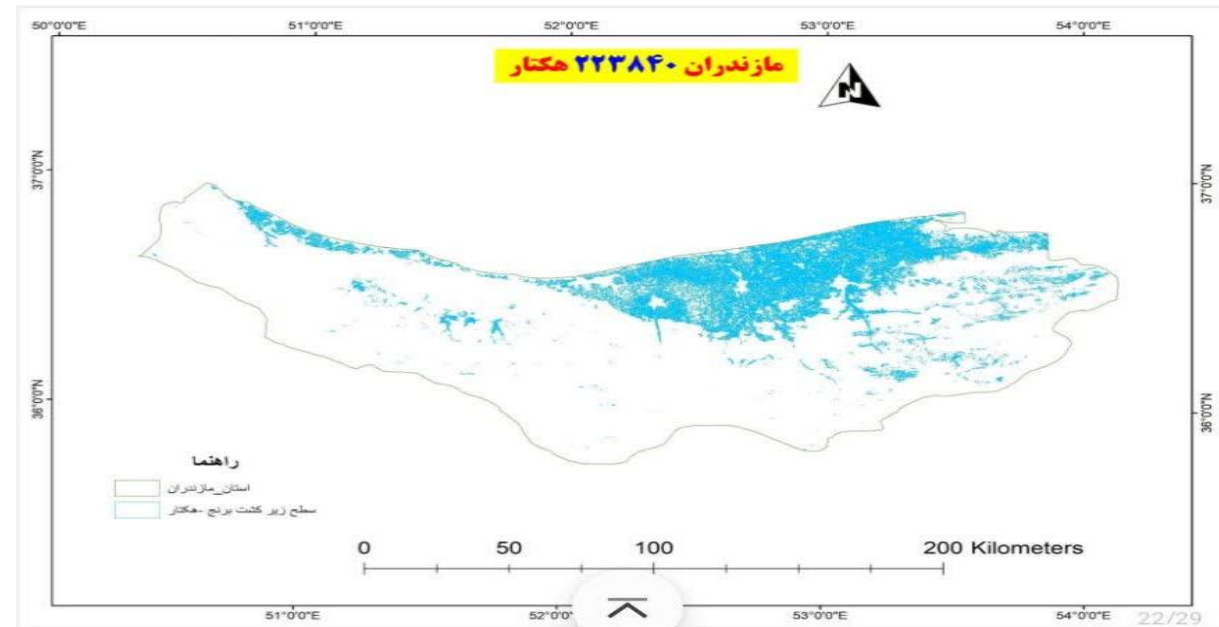 50°0'0"E 51°0'0"E 52°0'0"E 53°0'0"E 54°0'0"E
مازندران ۲۲۳۸۴۰ هکتار
N
37°0'0"N 37°0'0"N
36°0'0"N 36°0'0"N
راهنما
استان_مازندران
سطح زیر کشت برنج -هکتار
0 50 100 200 Kilometers
51°0'0"E 52°0'0" 53°0'0"E 54°0'0"E
22/29